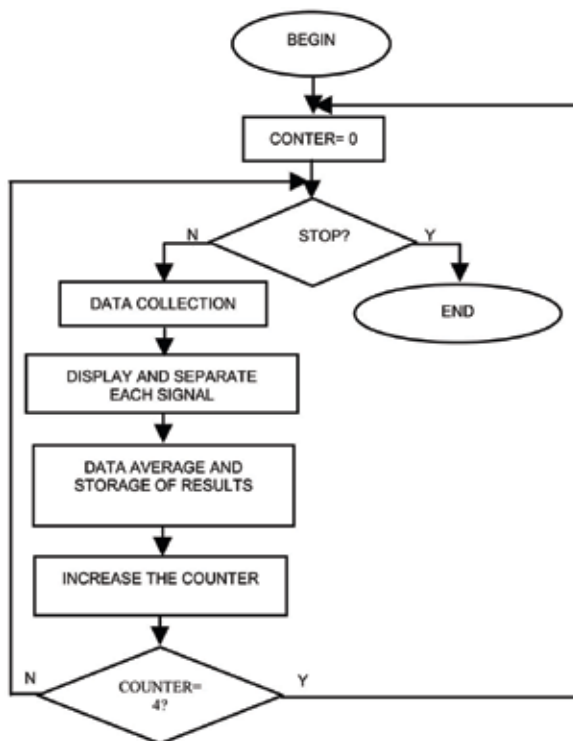 BEGIN
CONTER= 0
STOP?
N
Y
DATA COLLECTION
END
DISPLAY AND SEPARATE
EACH SIGNAL
DATA AVERAGE AND
STORAGE OF RESULTS
INCREASE THE COUNTER
N
COUNTER=
4?
Y